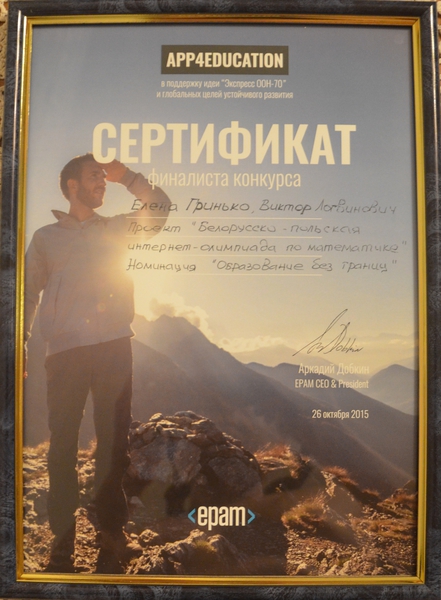 APP4EDUCATION
в поддержку идеи "Экспресс ООН-70"
и глобальных целей устойчивого развития
СЕРТИФИКАТ
финалиста конкурса
Елена Гринько, Виктор Логвинович
Проект "Белорусско-польская
интернет-олимпиада по математике"
Номинация "Образование без границ"
Аркадий Добкин
EPAM CEO & President
26 октября 2015
<epam>